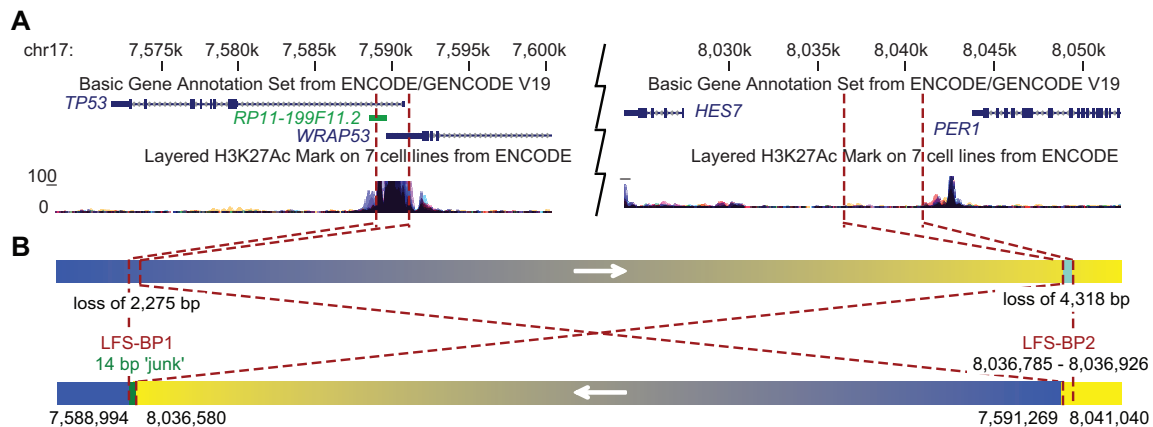 A
chr17: 7,575k 7,580k 7,585k 7,590k 7,595k 7,600k 8,030k 8,035k 8,040k 8,045k 8,050k
Basic Gene Annotation Set from ENCODE/GENCODE V19 Basic Gene Annotation Set from ENCODE/GENCODE V19
TP53
RP11-199F11.2
WRAP53
HES7
PER1
Layered H3K27Ac Mark on 7 cell lines from ENCODE Layered H3K27Ac Mark on 7 cell lines from ENCODE
100
0
B
loss of 2,275 bp loss of 4,318 bp
LFS-BP1 LFS-BP2
14 bp 'junk' 8,036,785 - 8,036,926
7,588,994 8,036,580 7,591,269 8,041,040